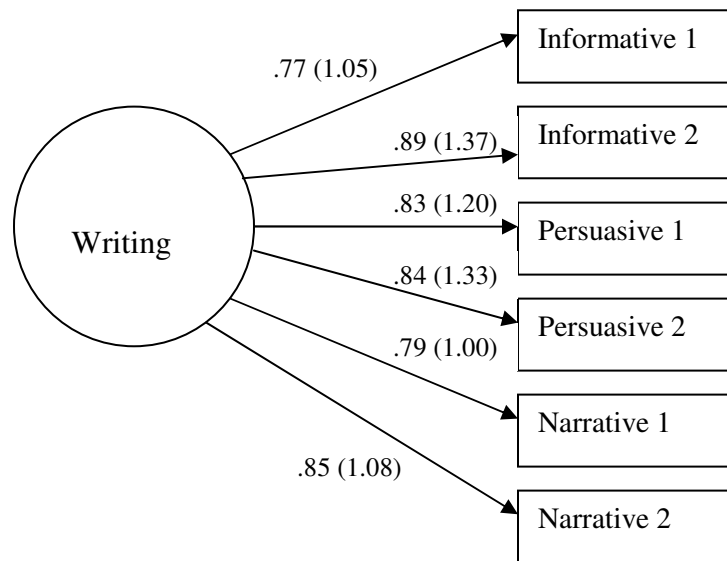 Informative 1
.77 (1.05)
Informative 2
.89 (1.37)
.83 (1.20)
Persuasive 1
Writing
.84 (1.33)
Persuasive 2
.79 (1.00)
Narrative 1
.85 (1.08)
Narrative 2